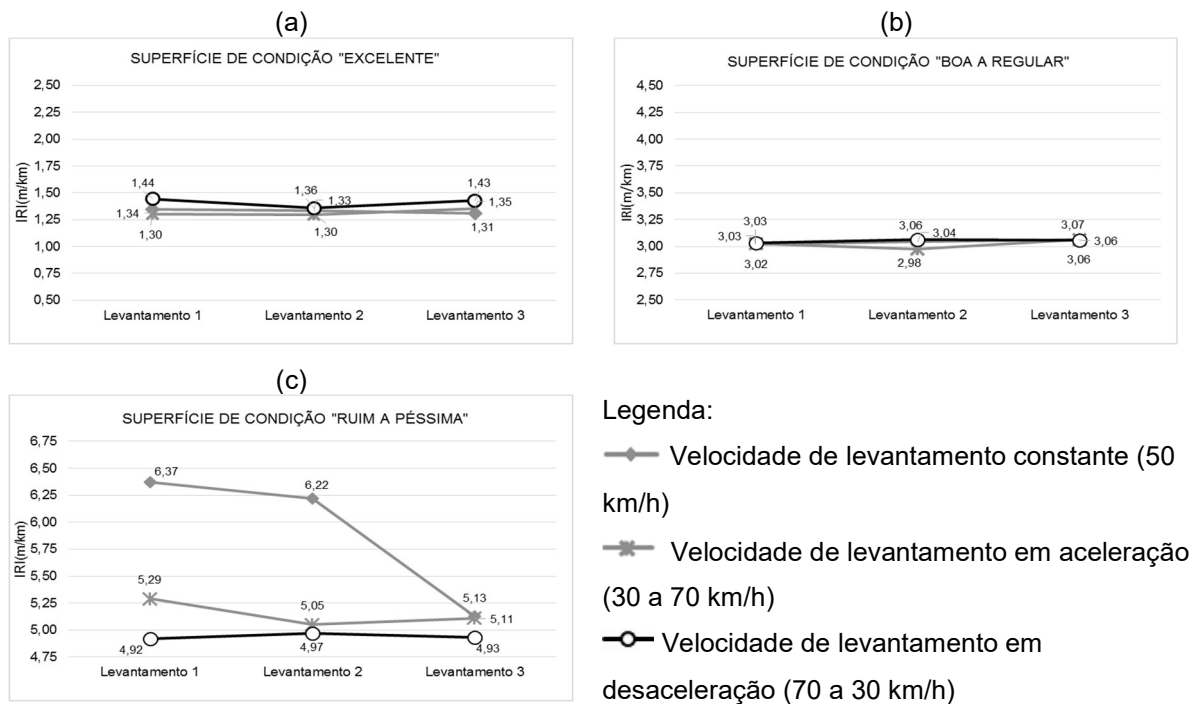 (a)
SUPERFÍCIE DE CONDIÇÃO "EXCELENTE"
IRI(m/km)
2,50
2,25
2,00
1,75
1,50
1,25
1,00
0,75
0,50
1,44
1,34
1,30
1,36
1,33
1,30
1,43
1,35
1,31
Levantamento 1
Levantamento 2
Levantamento 3
(b)
SUPERFÍCIE DE CONDIÇÃO "BOA A REGULAR"
IRI(m/km)
4,50
4,25
4,00
3,75
3,50
3,25
3,00
2,75
2,50
3,03
3,03
3,02
3,06
3,04
2,98
3,07
3,06
3,06
Levantamento 1
Levantamento 2
Levantamento 3
(c)
SUPERFÍCIE DE CONDIÇÃO "RUIM A PÉSSIMA"
IRI(m/km)
6,75
6,50
6,25
6,00
5,75
5,50
5,25
5,00
4,75
6,37
6,22
5,29
5,05
5,13
5,11
4,92
4,97
4,93
Levantamento 1
Levantamento 2
Levantamento 3
Legenda:
Velocidade de levantamento constante (50
km/h)
Velocidade de levantamento em aceleração
(30 a 70 km/h)
Velocidade de levantamento em
desaceleração (70 a 30 km/h)